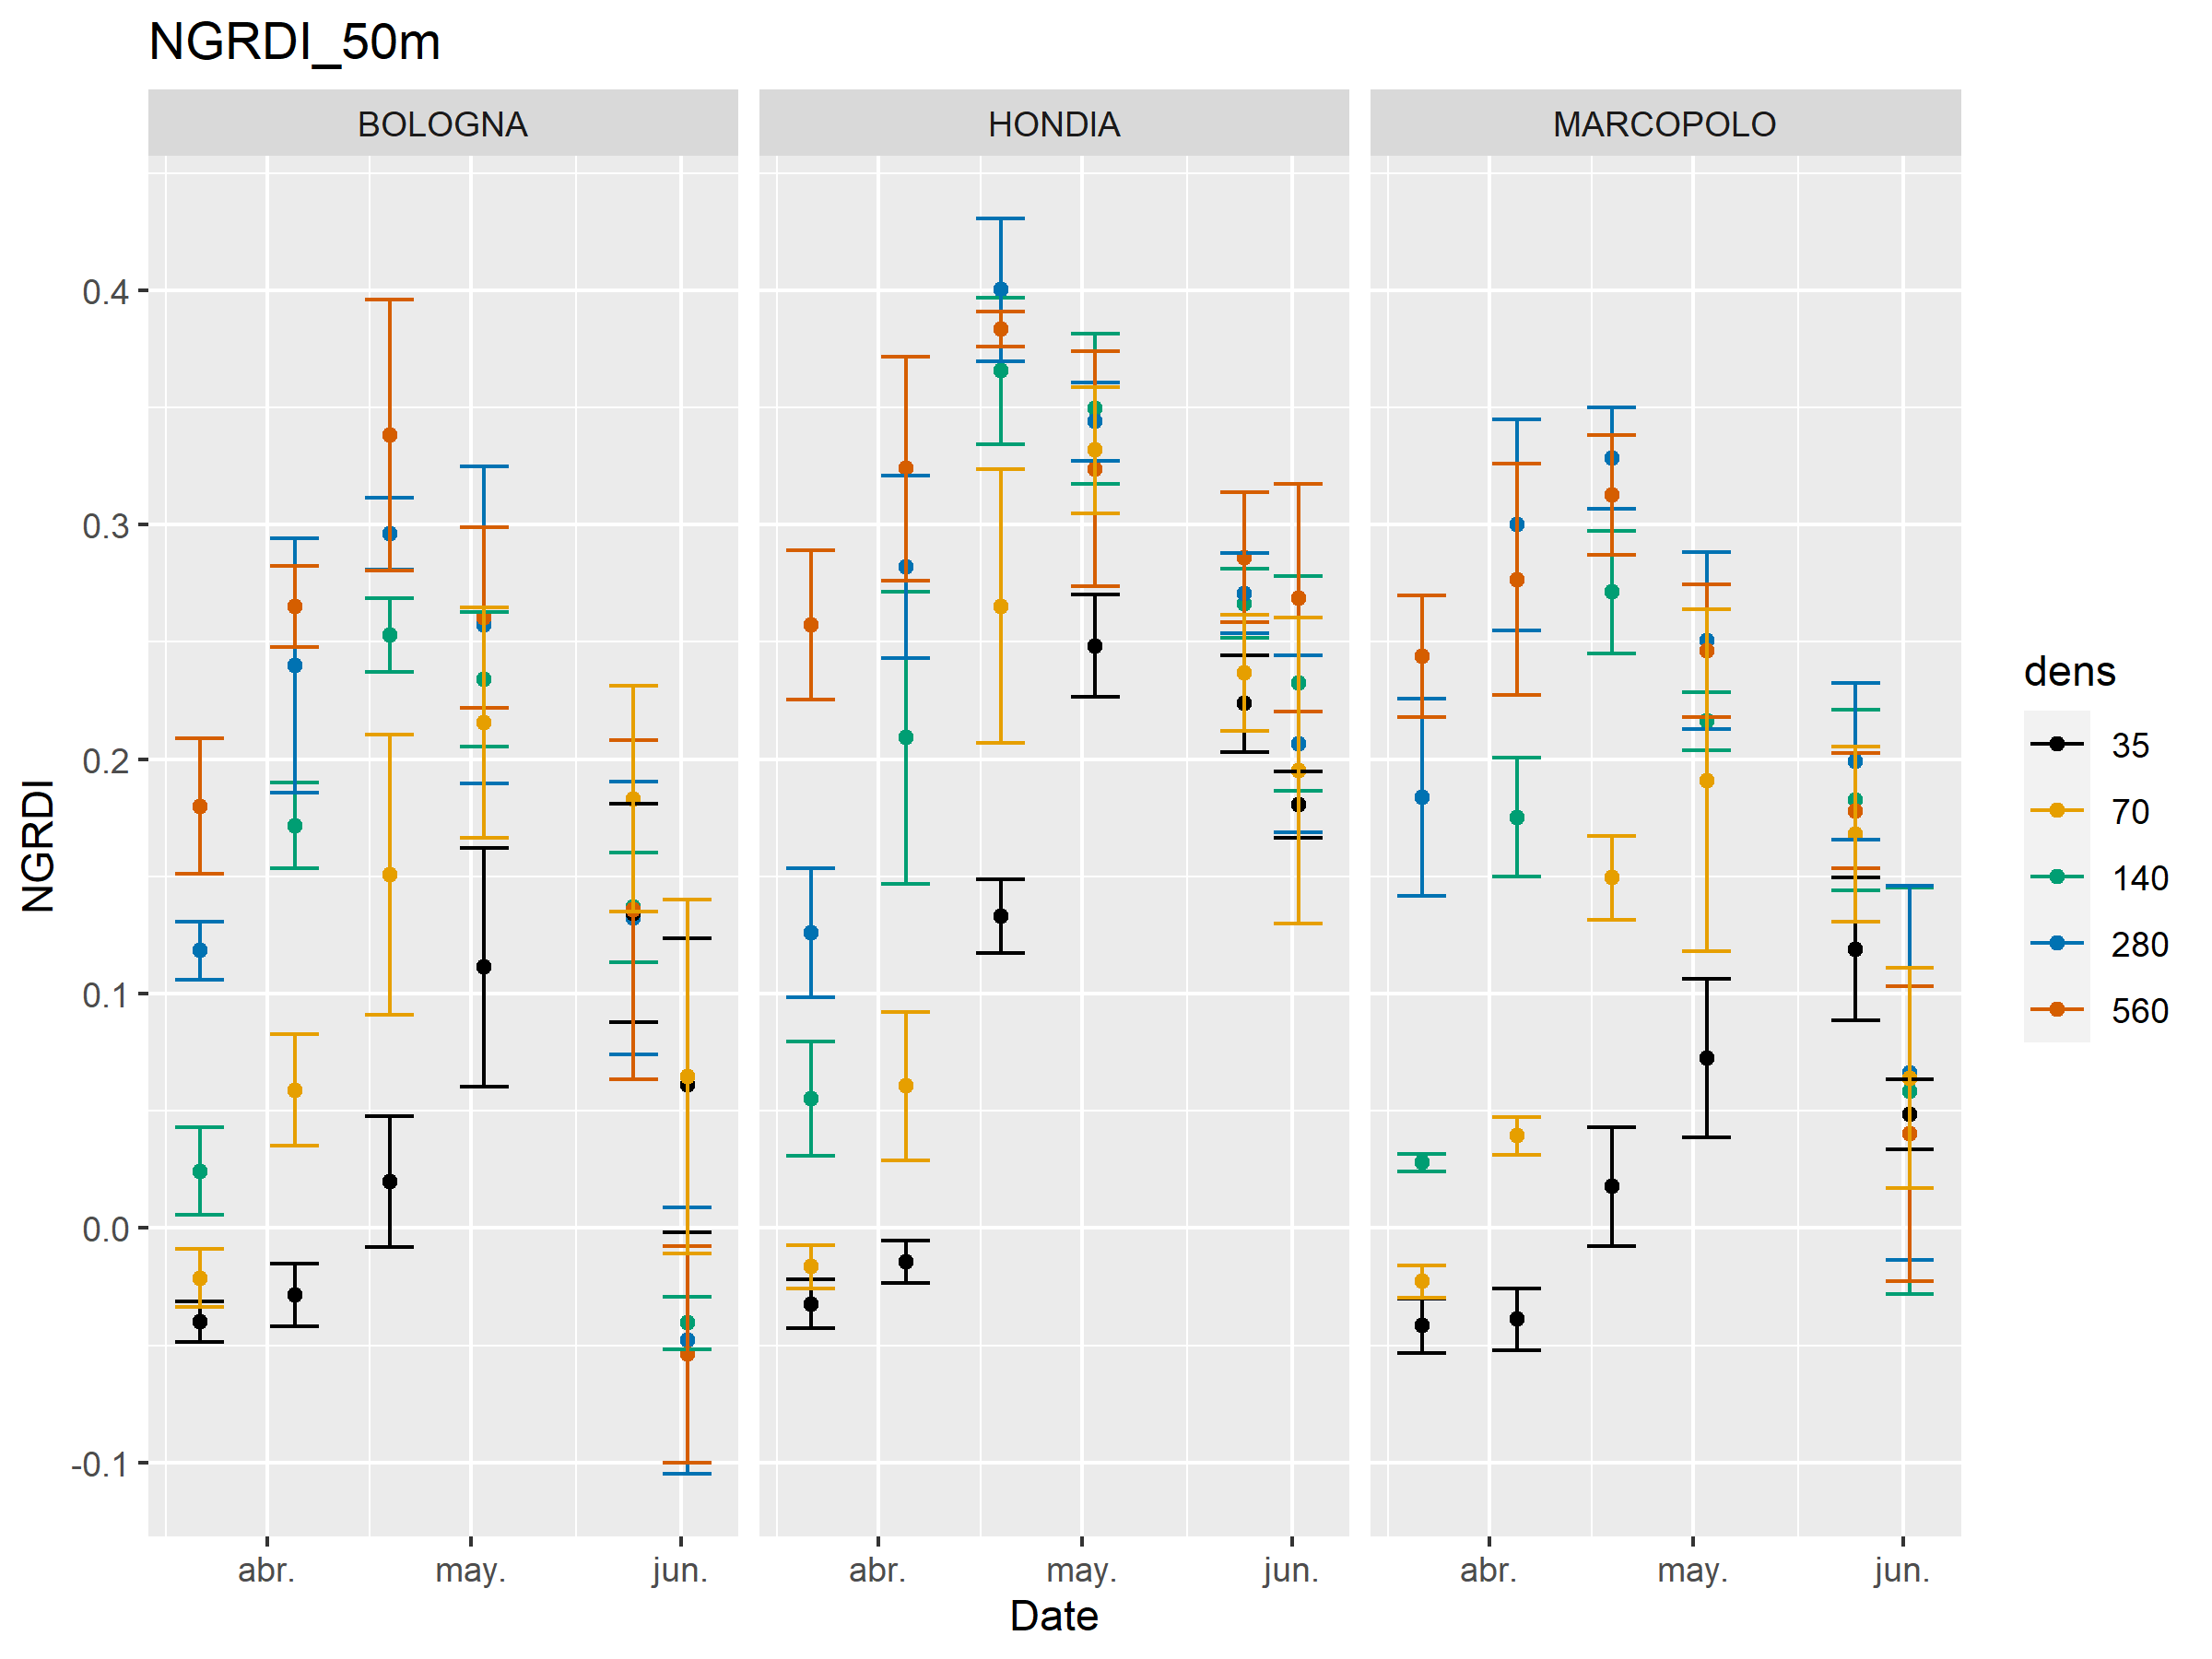 NGRDI_50m
BOLOGNA HONDIA MARCOPOLO
0.4
0.3
0.2
0.1
0.0
-0.1
NGRDI
abr. may. jun. abr. may. jun. abr. may. jun.
Date
dens
35
70
140
280
560